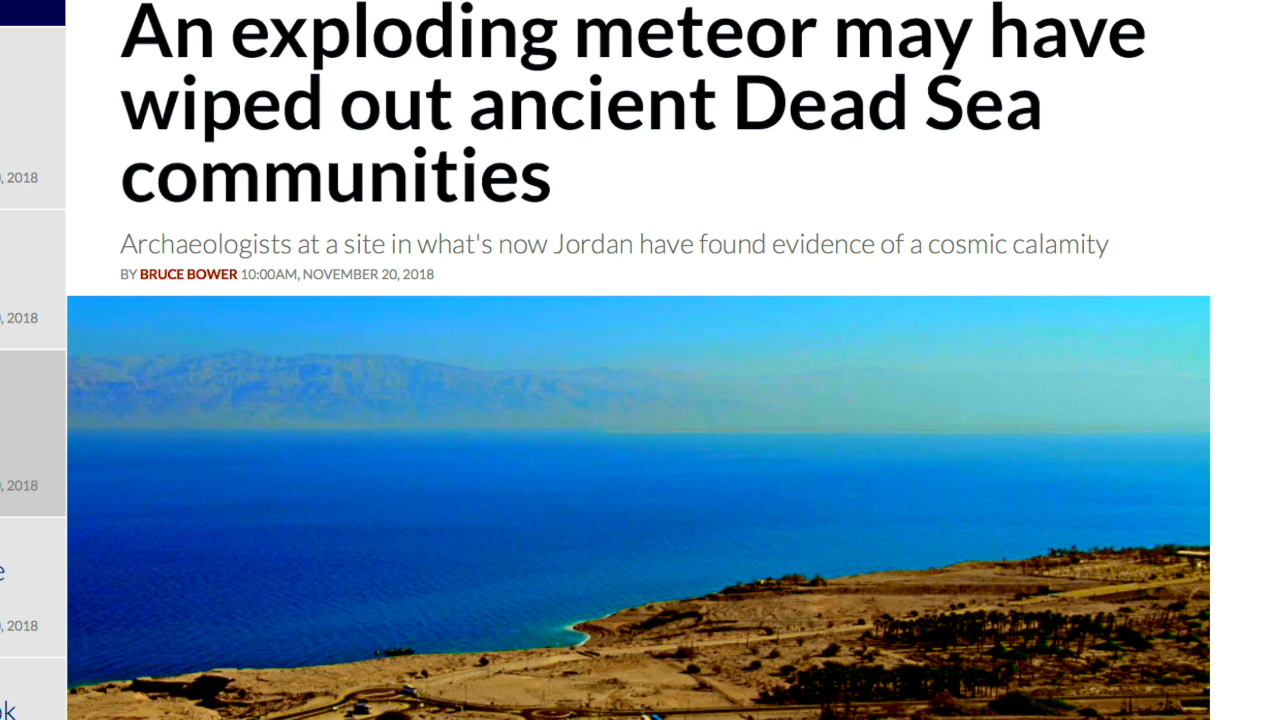 An exploding meteor may have
wiped out ancient Dead Sea
communities
Archaeologists at a site in what's now Jordan have found evidence of a cosmic calamity
BY BRUCE BOWER 10:00AM, NOVEMBER 20, 2018
, 2018
, 2018
, 2018
e
, 2018
ok